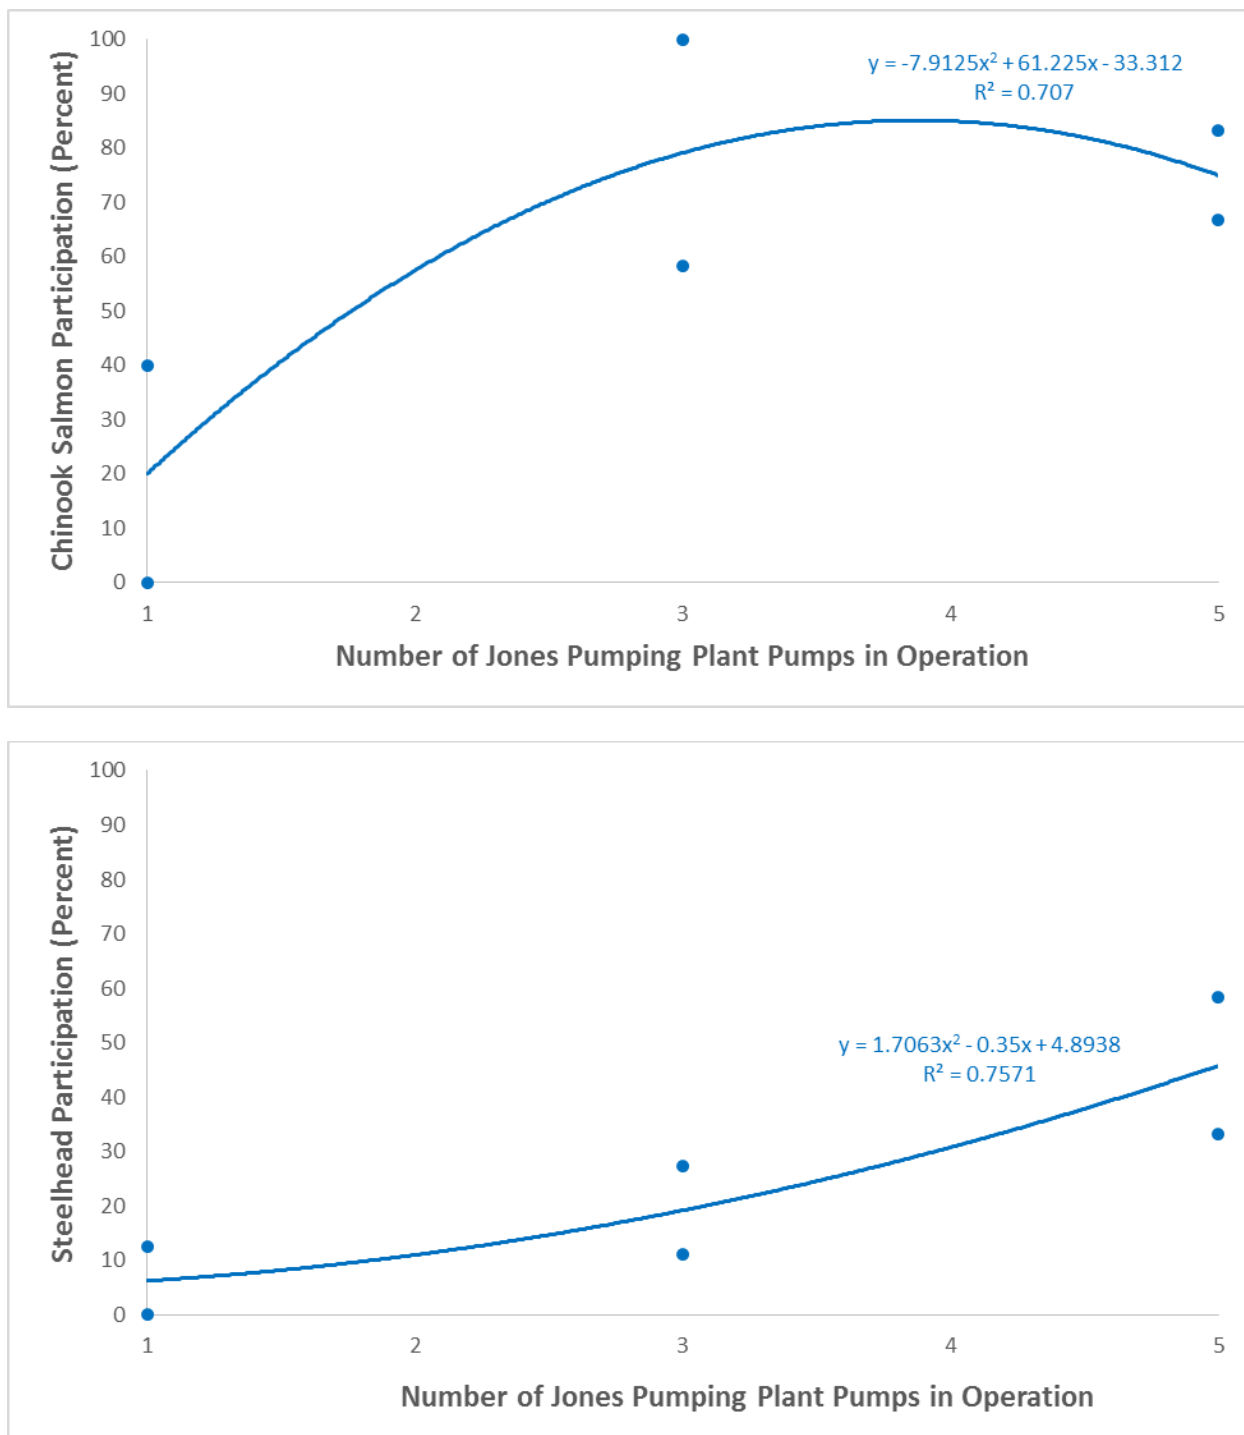 Chinook Salmon Participation (Percent)
100
90
80
70
60
50
40
30
20
10
0
y = -7.9125x² + 61.225x - 33.312
R² = 0.707
1 2 3 4 5
Number of Jones Pumping Plant Pumps in Operation
Steelhead Participation (Percent)
100
90
80
70
60
50
40
30
20
10
0
y = 1.7063x² - 0.35x + 4.8938
R² = 0.7571
1 2 3 4 5
Number of Jones Pumping Plant Pumps in Operation